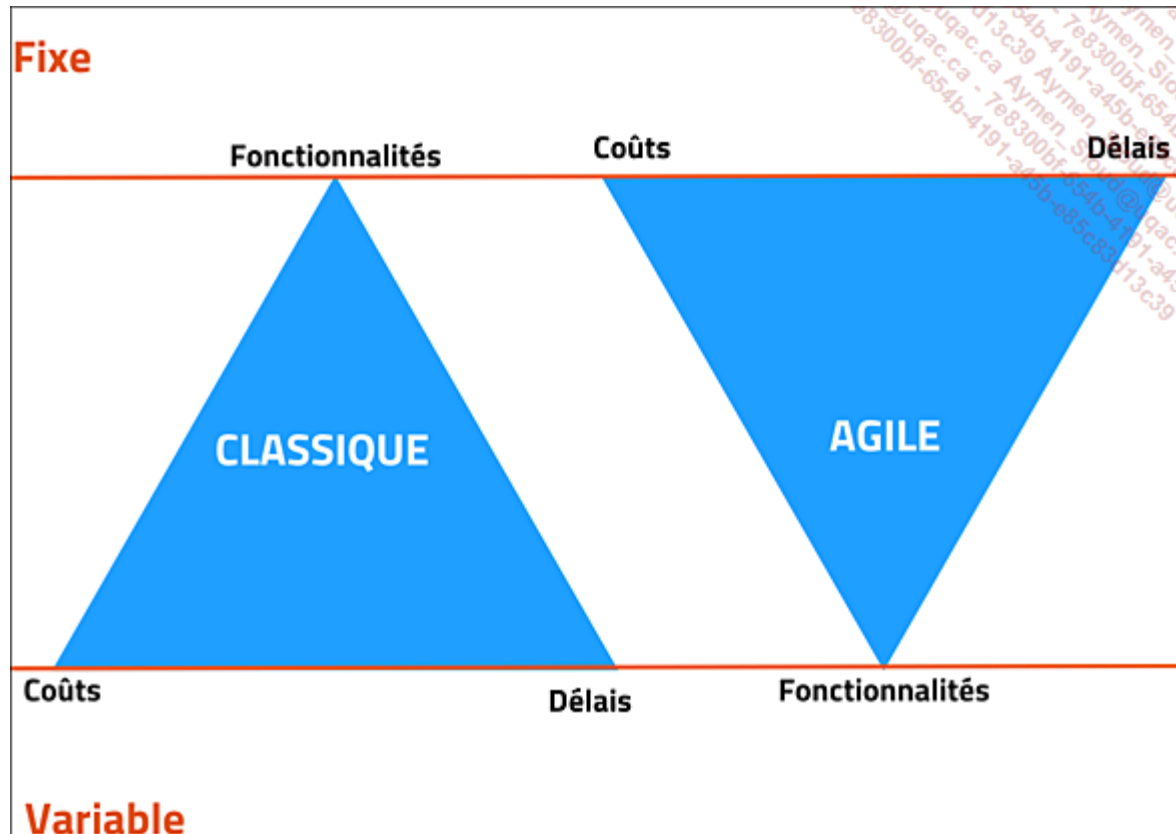 Fixe
Fonctionnalités
Coûts
Délais
CLASSIQUE
AGILE
Coûts
Délais
Fonctionnalités
Variable